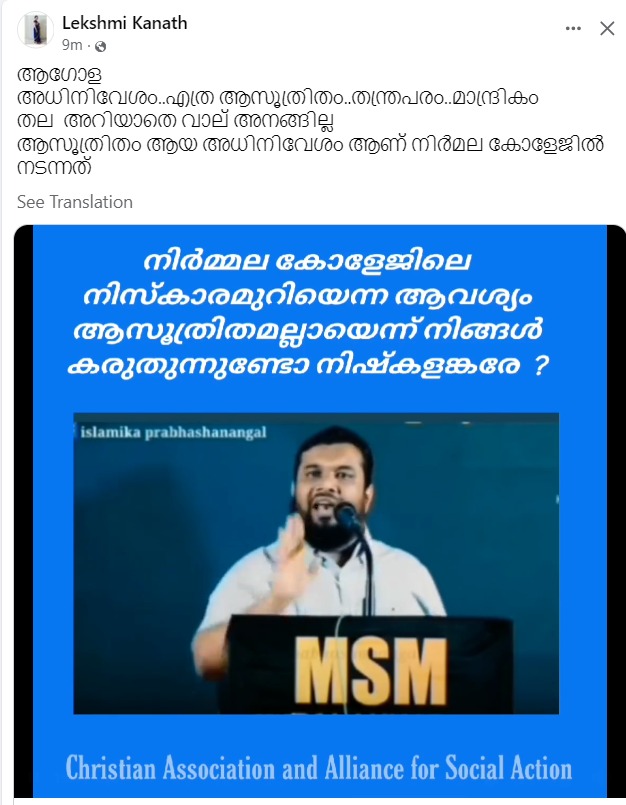 Lekshmi Kanath
9m
ആഗോള
അധിനിവേശം..എത്ര ആസൂത്രിതം..തന്ത്രപരം..മാന്ദ്രികം
തല അറിയാതെ വാല് അനങ്ങില്ല
ആസൂത്രിതം ആയ അധിനിവേശം ആണ് നിർമല കോളേജിൽ
നടന്നത്
See Translation
നിർമ്മല കോളേജിലെ
നിസ്കാരമുറിയെന്ന ആവശ്യം
ആസൂത്രിതമല്ലായെന്ന് നിങ്ങൾ
കരുതുന്നുണ്ടോ നിഷ്കളങ്കരേ ?
islamika prabhashanangal
MSM
Christian Association and Alliance for Social Action